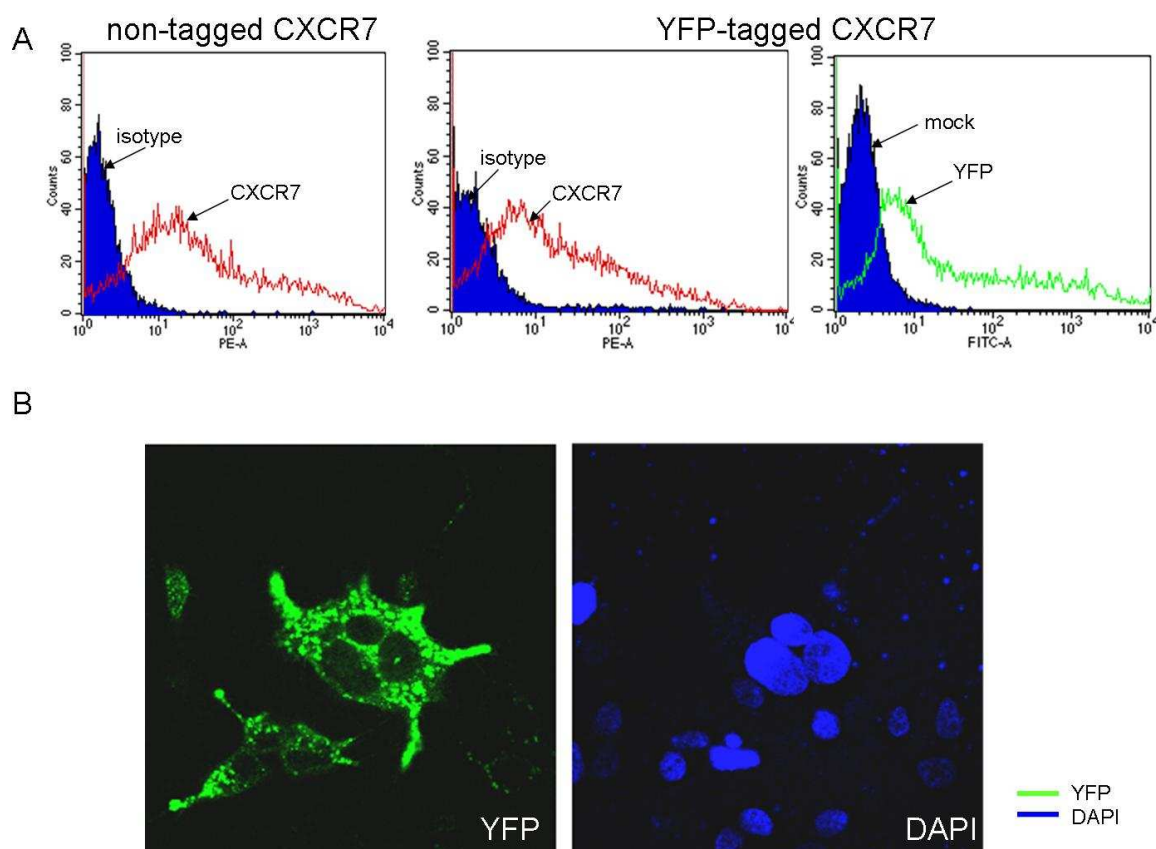 A
non-tagged CXCR7
YFP-tagged CXCR7
100
80
60
40
20
0
Counts
isotype
CXCR7
10^0 10^1 10^2 10^3 10^4
PE-A
100
80
60
40
20
0
Counts
isotype
CXCR7
10^0 10^1 10^2 10^3 10^4
PE-A
100
80
60
40
20
0
Counts
mock
YFP
10^0 10^1 10^2 10^3 10^4
FITC-A
B
YFP
DAPI
YFP
DAPI